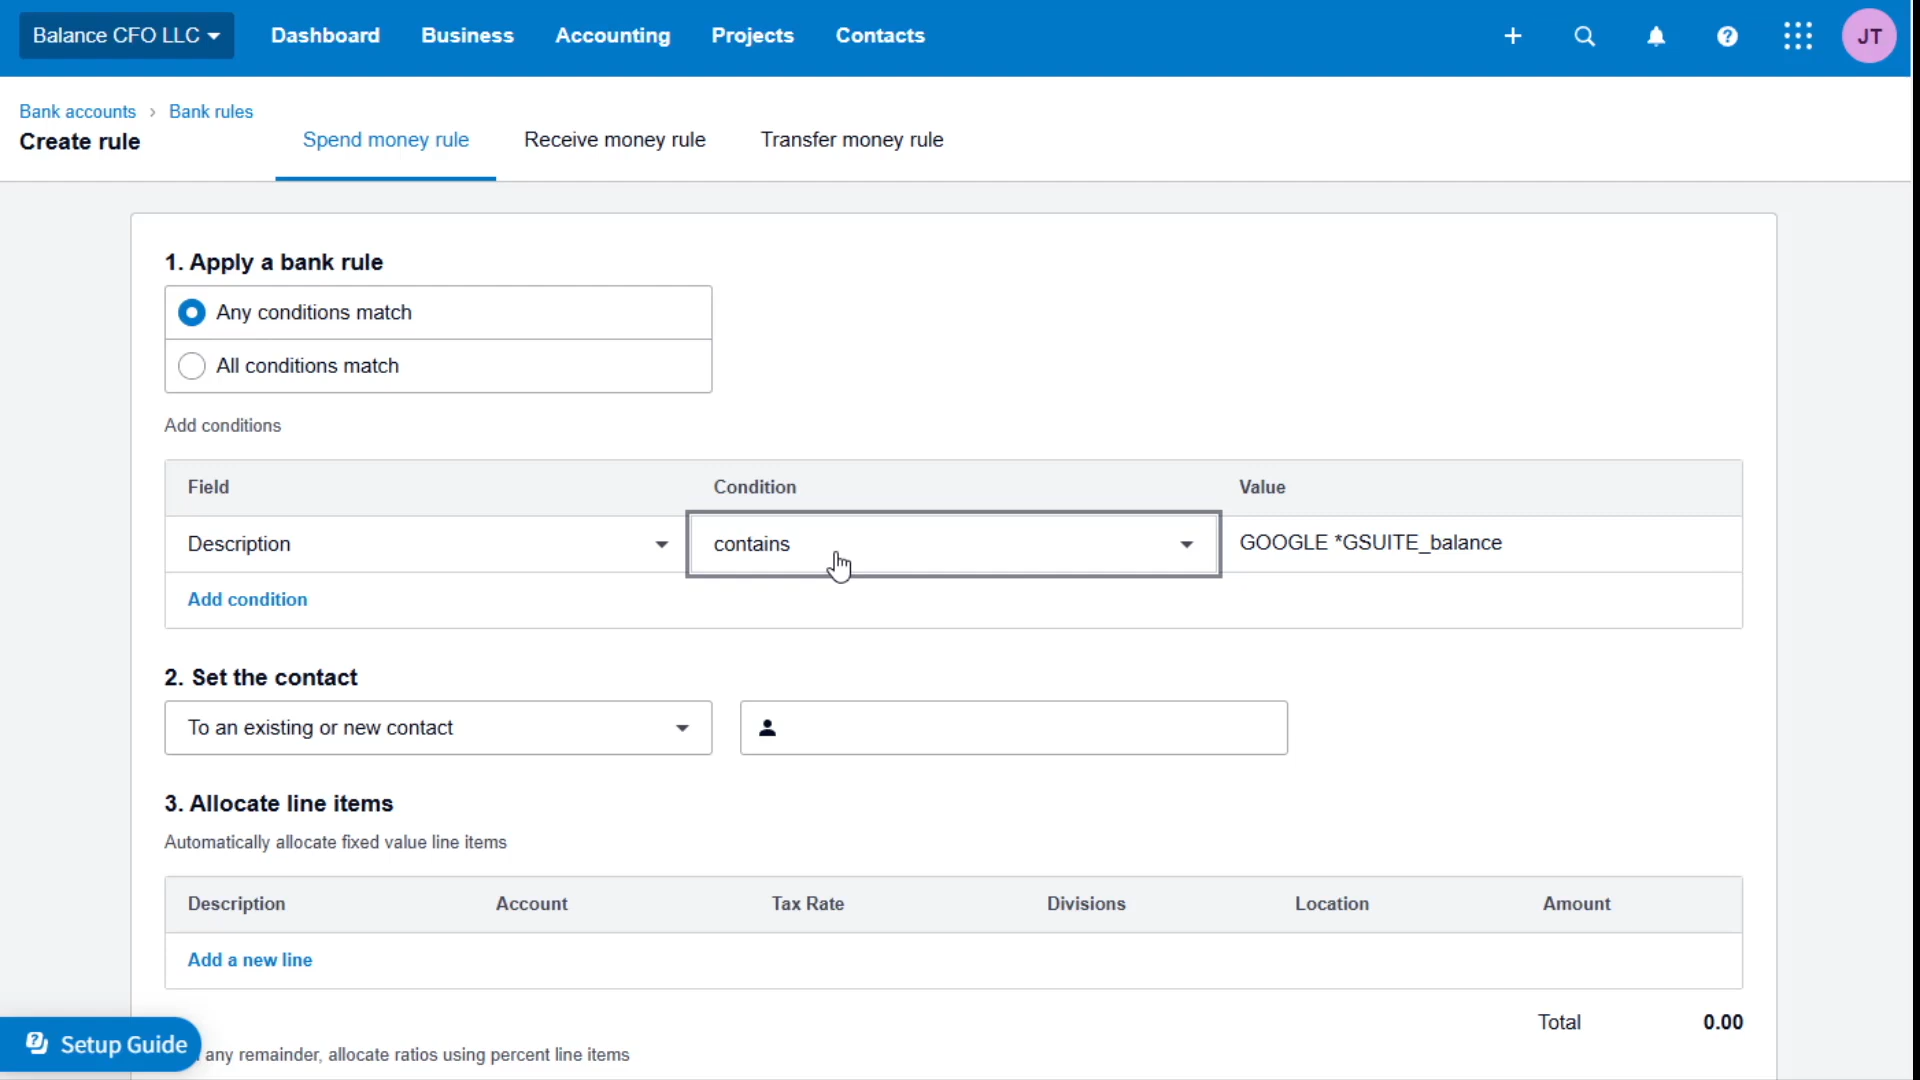 Balance CFO LLC
Dashboard
Business
Accounting
Projects
Contacts
JT
Bank accounts › Bank rules
Create rule
Spend money rule
Receive money rule
Transfer money rule
1. Apply a bank rule
Any conditions match
All conditions match
Add conditions
Field
Condition
Value
Description
contains
GOOGLE *GSUITE_balance
Add condition
2. Set the contact
To an existing or new contact
3. Allocate line items
Automatically allocate fixed value line items
Description
Account
Tax Rate
Divisions
Location
Amount
Add a new line
Total
0.00
Setup Guide
any remainder, allocate ratios using percent line items